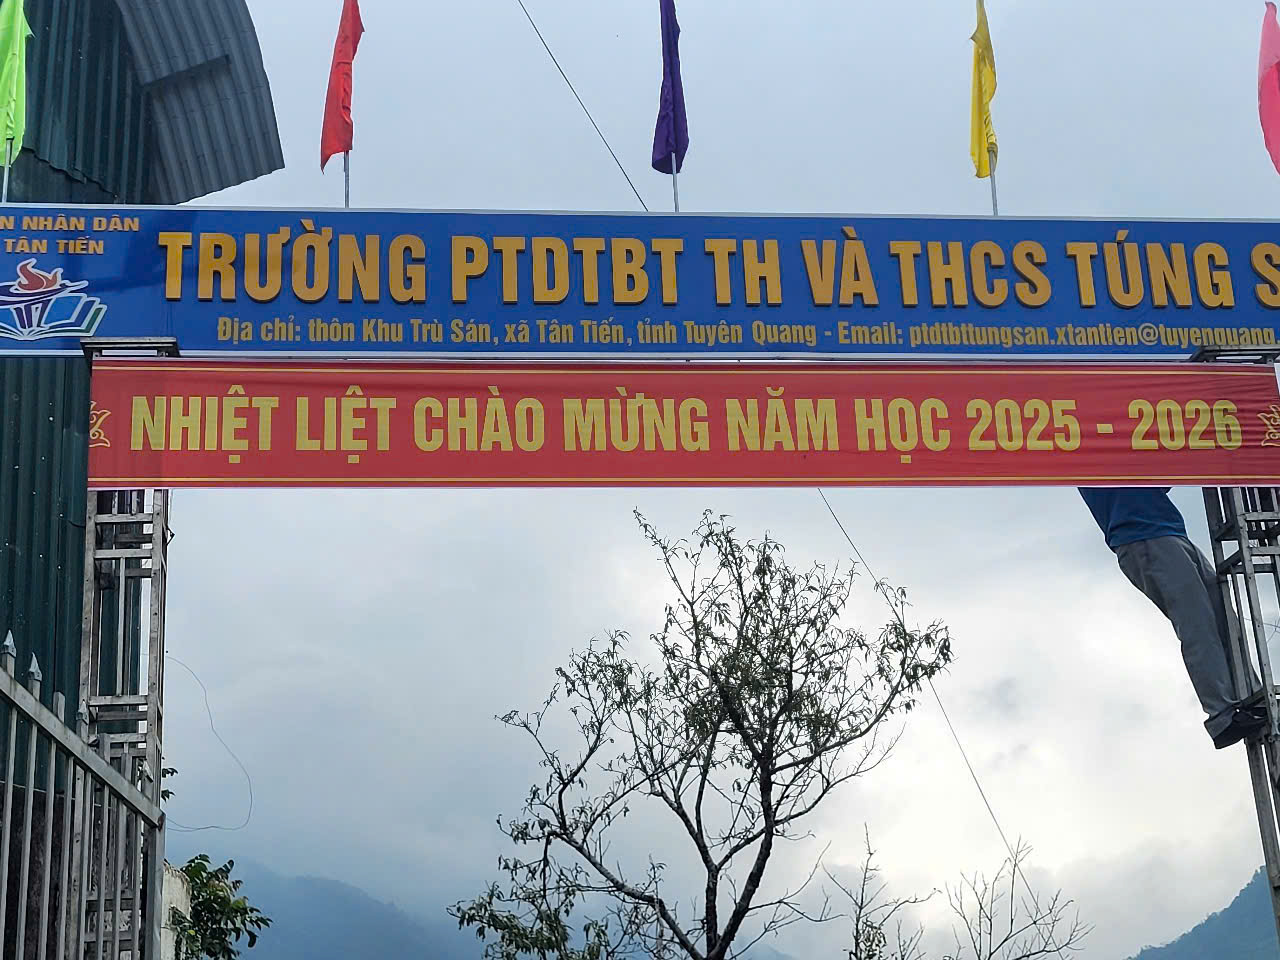 N NHÂN DÂN
TÂN TIẾN
TRƯỜNG PTDTBT TH VÀ THCS TÚNG S
Địa chỉ: thôn Khu Trù Sán, xã Tân Tiến, tỉnh Tuyên Quang - Email: ptdtbttungsan.xtantien@tuyenquang.
NHIỆT LIỆT CHÀO MỪNG NĂM HỌC 2025 - 2026